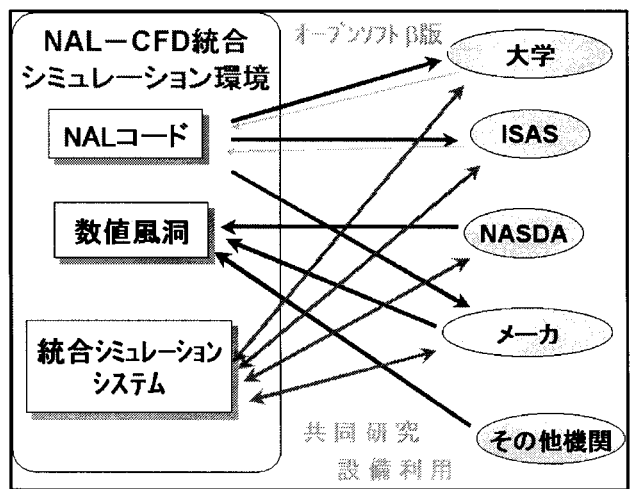 NAL－CFD統合
シミュレーション環境
オープンソフトβ版
大学
NALコード
ISAS
数値風洞
NASDA
統合シミュレーション
システム
メーカ
共同研究
設備利用
その他機関